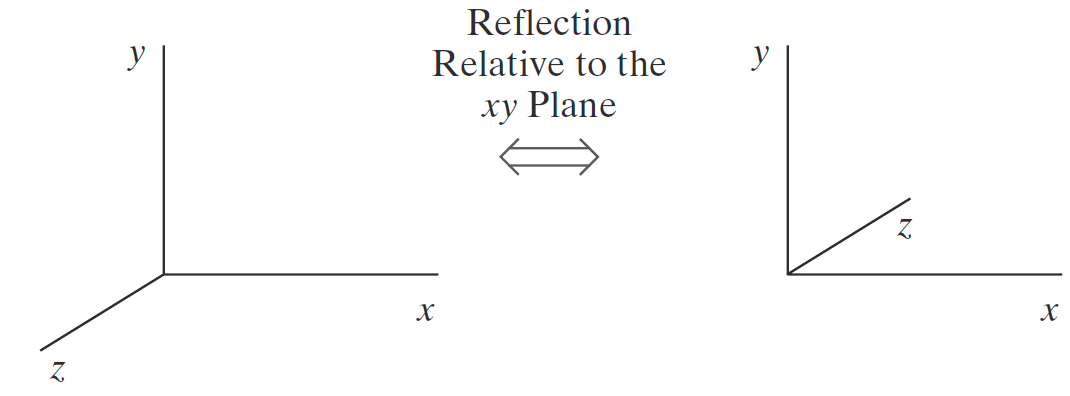 y
z
x
Reflection
Relative to the
xy Plane
y
z
x